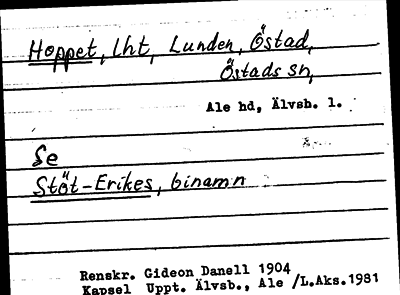 Hoppet, lht, Lunden, Östad,
Östads sn,
Ale hd, Älvsb. l.
Se
Stöt-Erikes, binamn
Renskr. Gideon Danell 1904
Kapsel Uppt. Älvsb., Ale /L.Aks.1981